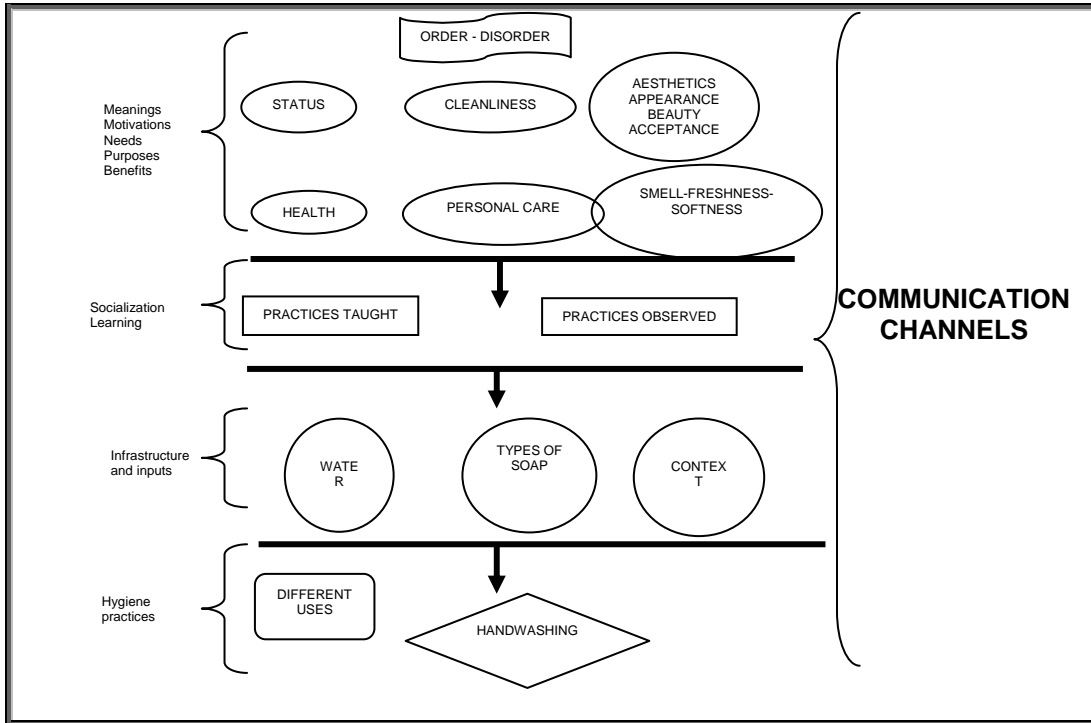 ORDER - DISORDER
Meanings
Motivations
Needs
Purposes
Benefits
STATUS
CLEANLINESS
AESTHETICS
APPEARANCE
BEAUTY
ACCEPTANCE
HEALTH
PERSONAL CARE
SMELL-FRESHNESS-
SOFTNESS
Socialization
Learning
PRACTICES TAUGHT
PRACTICES OBSERVED
COMMUNICATION
CHANNELS
Infrastructure
and inputs
WATE
R
TYPES OF
SOAP
CONTEX
T
Hygiene
practices
DIFFERENT
USES
HANDWASHING